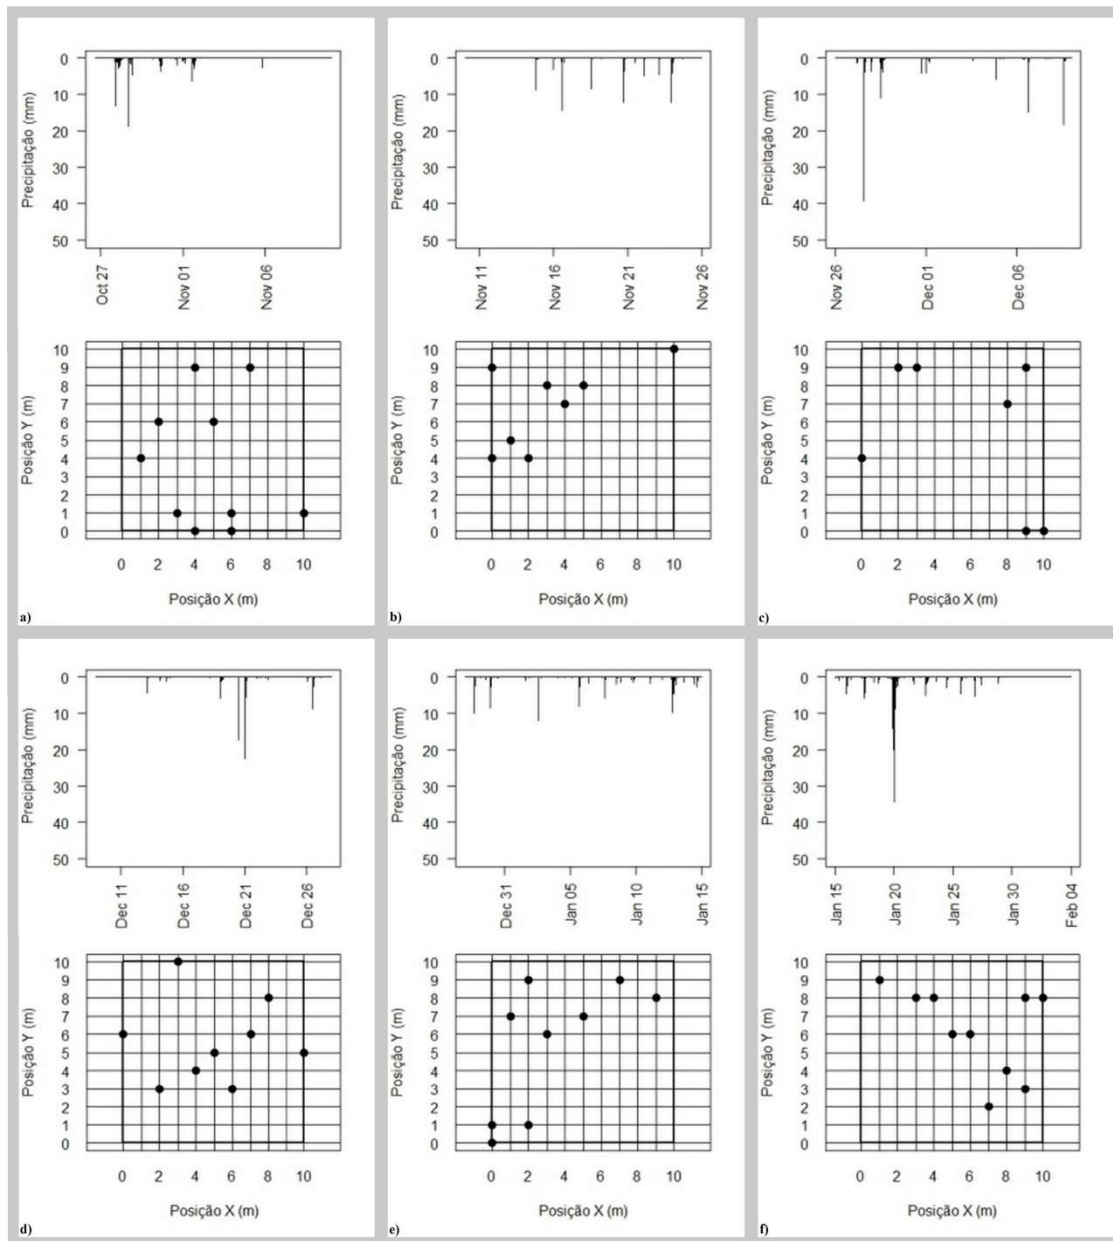 Precipitação (mm)
0
10
20
30
40
50
Oct 27
Nov 01
Nov 06
Posição Y (m)
10
9
8
7
6
5
4
3
2
1
0
0 2 4 6 8 10
Posição X (m)
a)
Precipitação (mm)
0
10
20
30
40
50
Nov 11
Nov 16
Nov 21
Nov 26
Posição Y (m)
10
9
8
7
6
5
4
3
2
1
0
0 2 4 6 8 10
Posição X (m)
b)
Precipitação (mm)
0
10
20
30
40
50
Nov 26
Dec 01
Dec 06
Posição Y (m)
10
9
8
7
6
5
4
3
2
1
0
0 2 4 6 8 10
Posição X (m)
c)
Precipitação (mm)
0
10
20
30
40
50
Dec 11
Dec 16
Dec 21
Dec 26
Posição Y (m)
10
9
8
7
6
5
4
3
2
1
0
0 2 4 6 8 10
Posição X (m)
d)
Precipitação (mm)
0
10
20
30
40
50
Dec 31
Jan 05
Jan 10
Jan 15
Posição Y (m)
10
9
8
7
6
5
4
3
2
1
0
0 2 4 6 8 10
Posição X (m)
e)
Precipitação (mm)
0
10
20
30
40
50
Jan 15
Jan 20
Jan 25
Jan 30
Feb 04
Posição Y (m)
10
9
8
7
6
5
4
3
2
1
0
0 2 4 6 8 10
Posição X (m)
f)